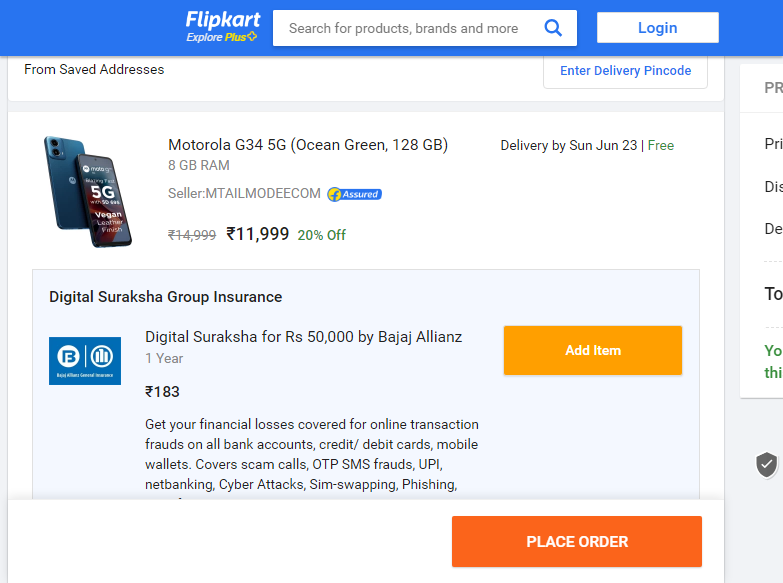 Flipkart
Explore Plus
Search for products, brands and more
Login
From Saved Addresses
Enter Delivery Pincode
Motorola G34 5G (Ocean Green, 128 GB)
8 GB RAM
Seller:MTAILMODEECOM
Assured
₹14,999 ₹11,999 20% Off
Delivery by Sun Jun 23 | Free
moto g
5G
Vegan
Leather
Finish
Digital Suraksha Group Insurance
Digital Suraksha for Rs 50,000 by Bajaj Allianz
1 Year
₹183
Add Item
Bajaj Allianz General Insurance
Get your financial losses covered for online transaction
frauds on all bank accounts, credit/ debit cards, mobile
wallets. Covers scam calls, OTP SMS frauds, UPI,
netbanking, Cyber Attacks, Sim-swapping, Phishing,
PLACE ORDER
PR
Pri
Dis
De
To
Yo
thi